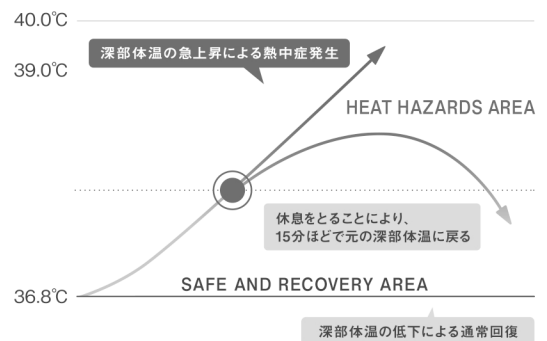 40.0℃
深部体温の急上昇による熱中症発生
39.0℃
HEAT HAZARDS AREA
休息をとることにより、
15分ほどで元の深部体温に戻る
SAFE AND RECOVERY AREA
36.8℃
深部体温の低下による通常回復